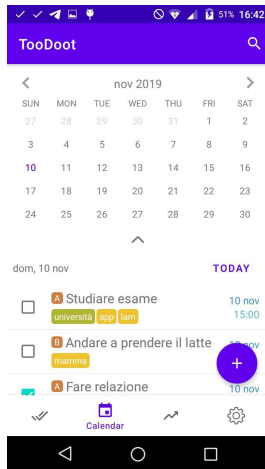 51% 16:42
TooDoot
nov 2019
SUN MON TUE WED THU FRI SAT
27 28 29 30 31 1 2
3 4 5 6 7 8 9
10 11 12 13 14 15 16
17 18 19 20 21 22 23
24 25 26 27 28 29 30
dom, 10 nov TODAY
A Studiare esame 10 nov
università app lam 15:00
B Andare a prendere il latte nov
mamma
A Fare relazione 10 nov
Calendar